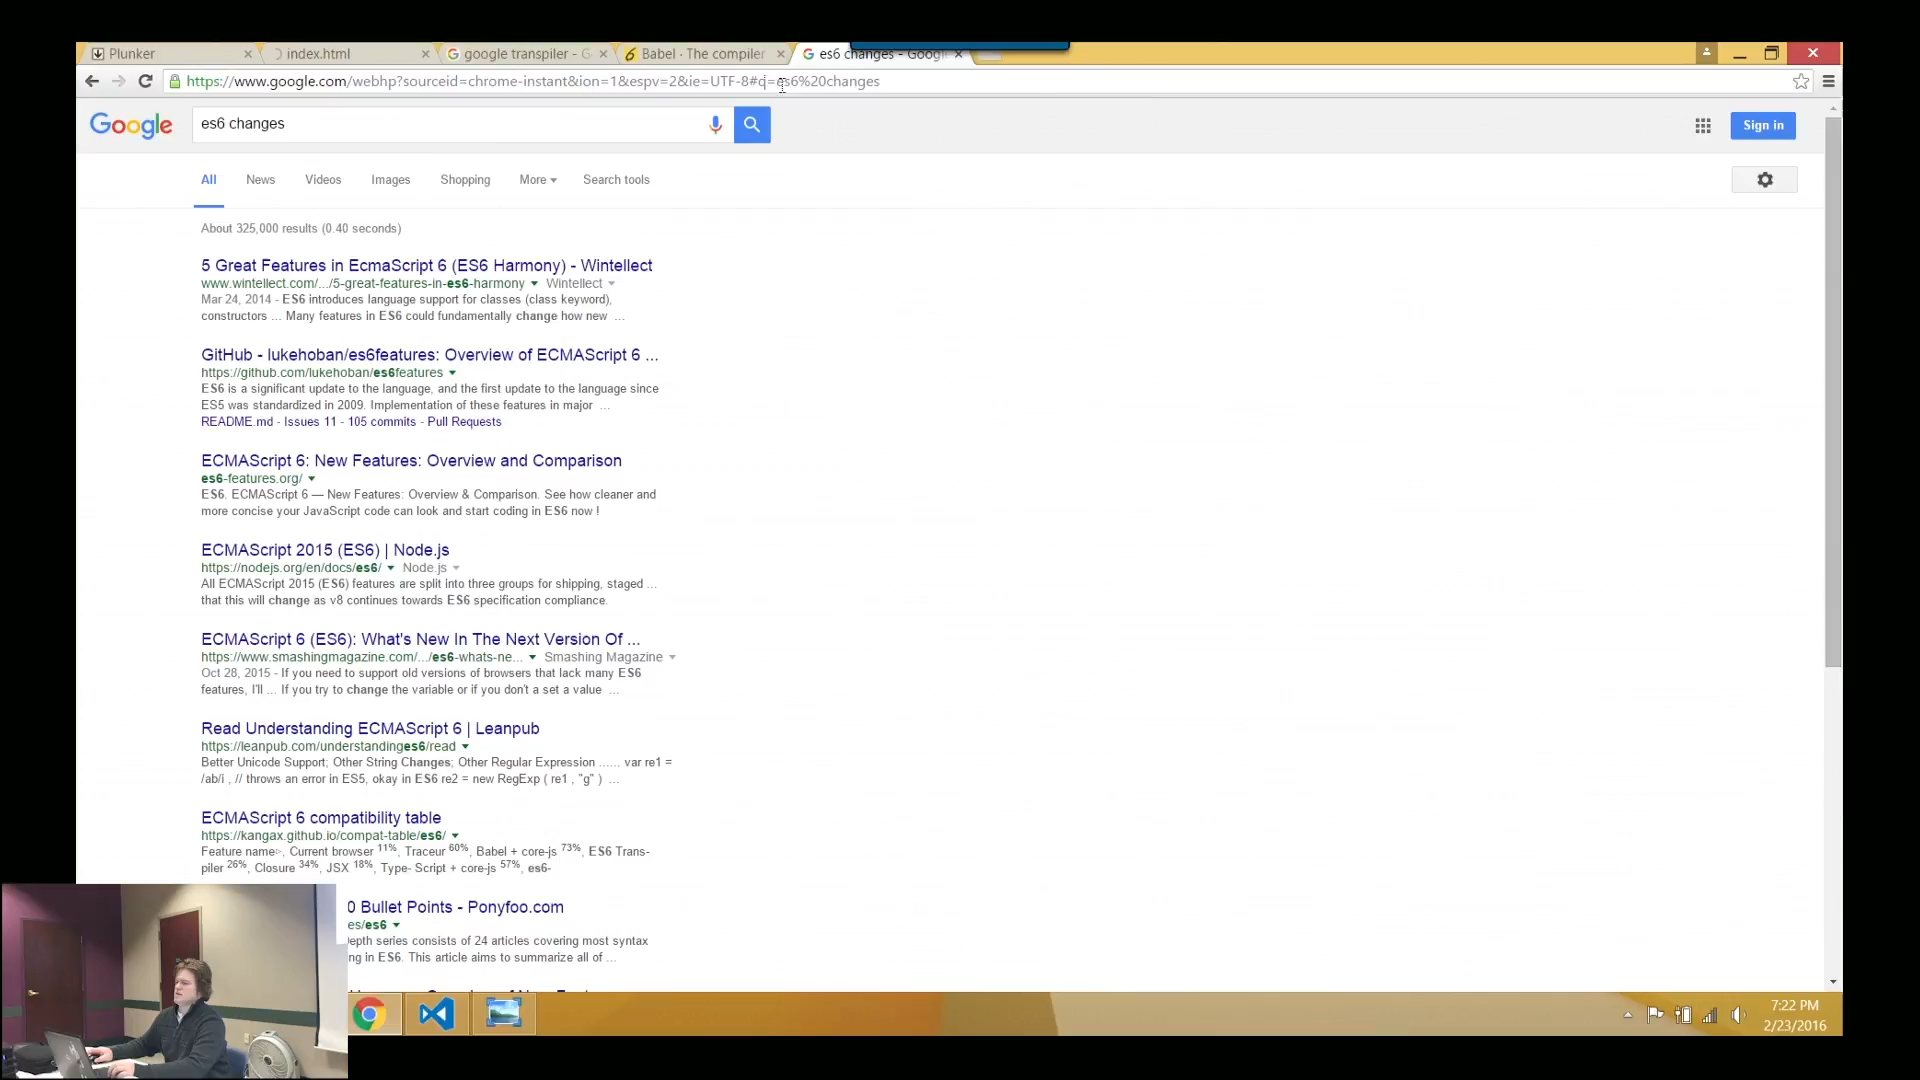 Plunker
index.html
google transpiler - G
Babel · The compiler
es6 changes - Googl
https://www.google.com/webhp?sourceid=chrome-instant&ion=1&espv=2&ie=UTF-8#q=es6%20changes
Google
es6 changes
Sign in
All News Videos Images Shopping More Search tools
About 325,000 results (0.40 seconds)
5 Great Features in EcmaScript 6 (ES6 Harmony) - Wintellect
www.wintellect.com/.../5-great-features-in-es6-harmony Wintellect
Mar 24, 2014 - ES6 introduces language support for classes (class keyword),
constructors ... Many features in ES6 could fundamentally change how new ...
GitHub - lukehoban/es6features: Overview of ECMAScript 6 ...
https://github.com/lukehoban/es6features
ES6 is a significant update to the language, and the first update to the language since
ES5 was standardized in 2009. Implementation of these features in major ...
README.md - Issues 11 - 105 commits - Pull Requests
ECMAScript 6: New Features: Overview and Comparison
es6-features.org/
ES6. ECMAScript 6 — New Features: Overview & Comparison. See how cleaner and
more concise your JavaScript code can look and start coding in ES6 now !
ECMAScript 2015 (ES6) | Node.js
https://nodejs.org/en/docs/es6/ Node.js
All ECMAScript 2015 (ES6) features are split into three groups for shipping, staged ...
that this will change as v8 continues towards ES6 specification compliance.
ECMAScript 6 (ES6): What's New In The Next Version Of ...
https://www.smashingmagazine.com/.../es6-whats-ne... Smashing Magazine
Oct 28, 2015 - If you need to support old versions of browsers that lack many ES6
features, I'll ... If you try to change the variable or if you don't a set a value ...
Read Understanding ECMAScript 6 | Leanpub
https://leanpub.com/understandinges6/read
Better Unicode Support; Other String Changes; Other Regular Expression ...... var re1 =
/ab/i , // throws an error in ES5, okay in ES6 re2 = new RegExp ( re1 , "g" ) ...
ECMAScript 6 compatibility table
https://kangax.github.io/compat-table/es6/
Feature name▻, Current browser 11%, Traceur 60%, Babel + core-js 73%, ES6 Trans-
piler 26%, Closure 34%, JSX 18%, Type- Script + core-js 57%, es6-
0 Bullet Points - Ponyfoo.com
es/es6
epth series consists of 24 articles covering most syntax
ng in ES6. This article aims to summarize all of ...
7:22 PM
2/23/2016